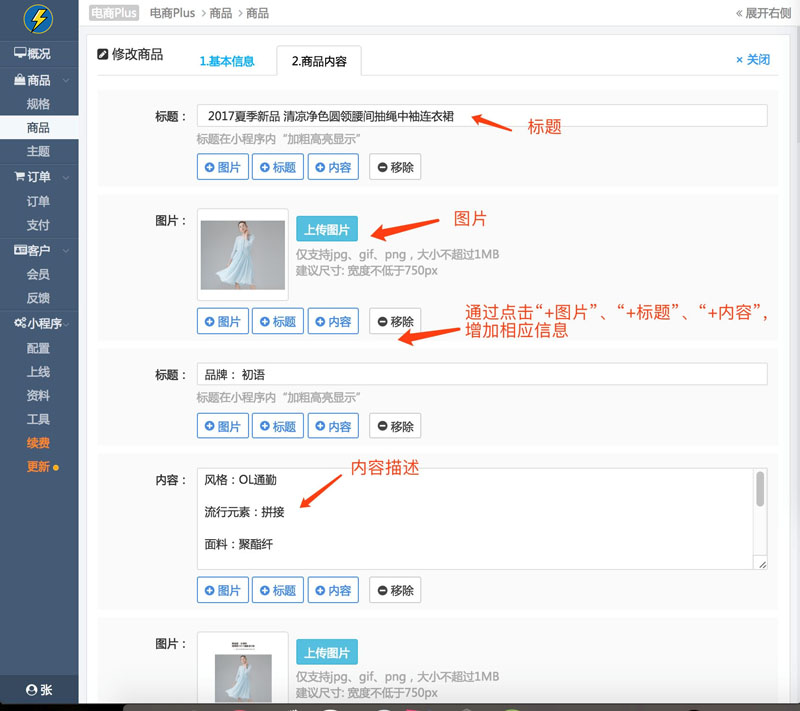 电商Plus 电商Plus > 商品 > 商品 « 展开右侧
概况
商品
规格
商品
主题
订单
订单
支付
客户
会员
反馈
小程序
配置
上线
资料
工具
续费
更新
张
修改商品 1.基本信息 2.商品内容 × 关闭
标题： 2017夏季新品 清凉净色圆领腰间抽绳中袖连衣裙 标题
标题在小程序内“加粗高亮显示”
图片 标题 内容 移除
图片： 上传图片 图片
仅支持jpg、gif、png，大小不超过1MB
建议尺寸: 宽度不低于750px
图片 标题 内容 移除
通过点击“+图片”、“+标题”、“+内容”，
增加相应信息
标题： 品牌： 初语
标题在小程序内“加粗高亮显示”
图片 标题 内容 移除
内容描述
内容： 风格：OL通勤
流行元素：拼接
面料：聚酯纤
图片 标题 内容 移除
图片： 上传图片
仅支持jpg、gif、png，大小不超过1MB
建议尺寸: 宽度不低于750px